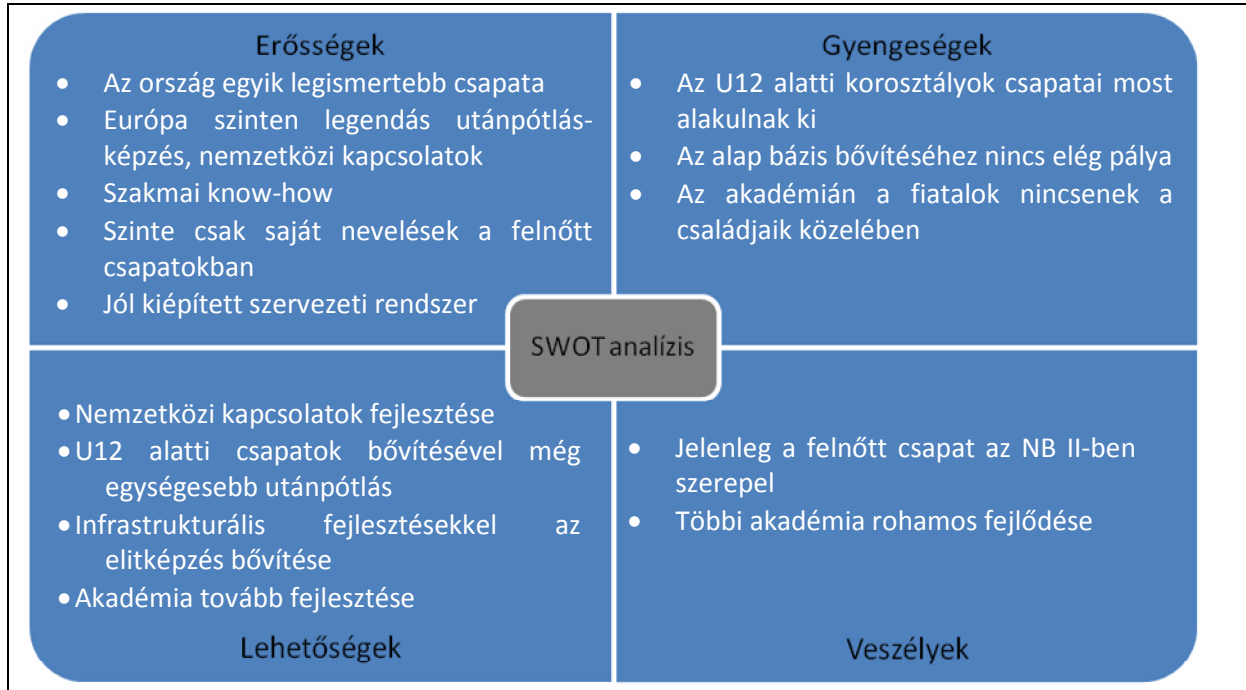 Erősségek
• Az ország egyik legismertebb csapata
• Európa szinten legendás utánpótlás-
képzés, nemzetközi kapcsolatok
• Szakmai know-how
• Szinte csak saját nevelések a felnőtt
csapatokban
• Jól kiépített szervezeti rendszer
Gyengeségek
• Az U12 alatti korosztályok csapatai most
alakulnak ki
• Az alap bázis bővítéséhez nincs elég pálya
• Az akadémián a fiatalok nincsenek a
családjaik közelében
SWOT analízis
• Nemzetközi kapcsolatok fejlesztése
• U12 alatti csapatok bővítésével még
egységesebb utánpótlás
• Infrastrukturális fejlesztésekkel az
elitképzés bővítése
• Akadémia tovább fejlesztése
Lehetőségek
• Jelenleg a felnőtt csapat az NB II-ben
szerepel
• Többi akadémia rohamos fejlődése
Veszélyek